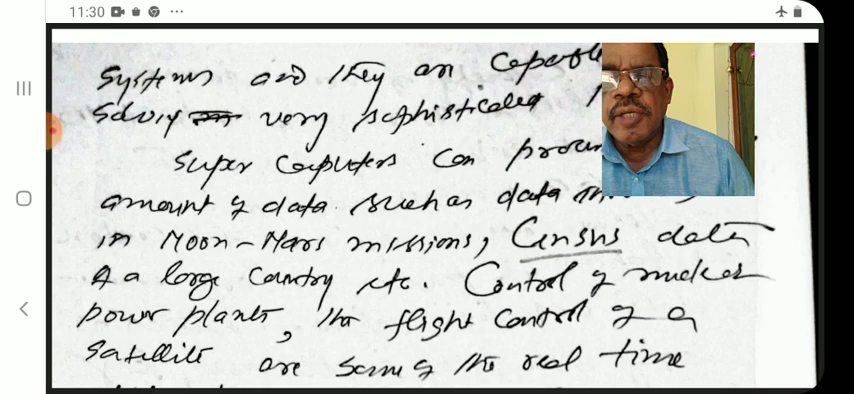 11:30
Systems and they are capable
Solving very sophisticated
Super Computers can process
amount of data such as data
in Moon-Mars missions, Census data
of a large Country etc. Control of nuclear
power plants, the flight control of a
Satellite are some of the real time